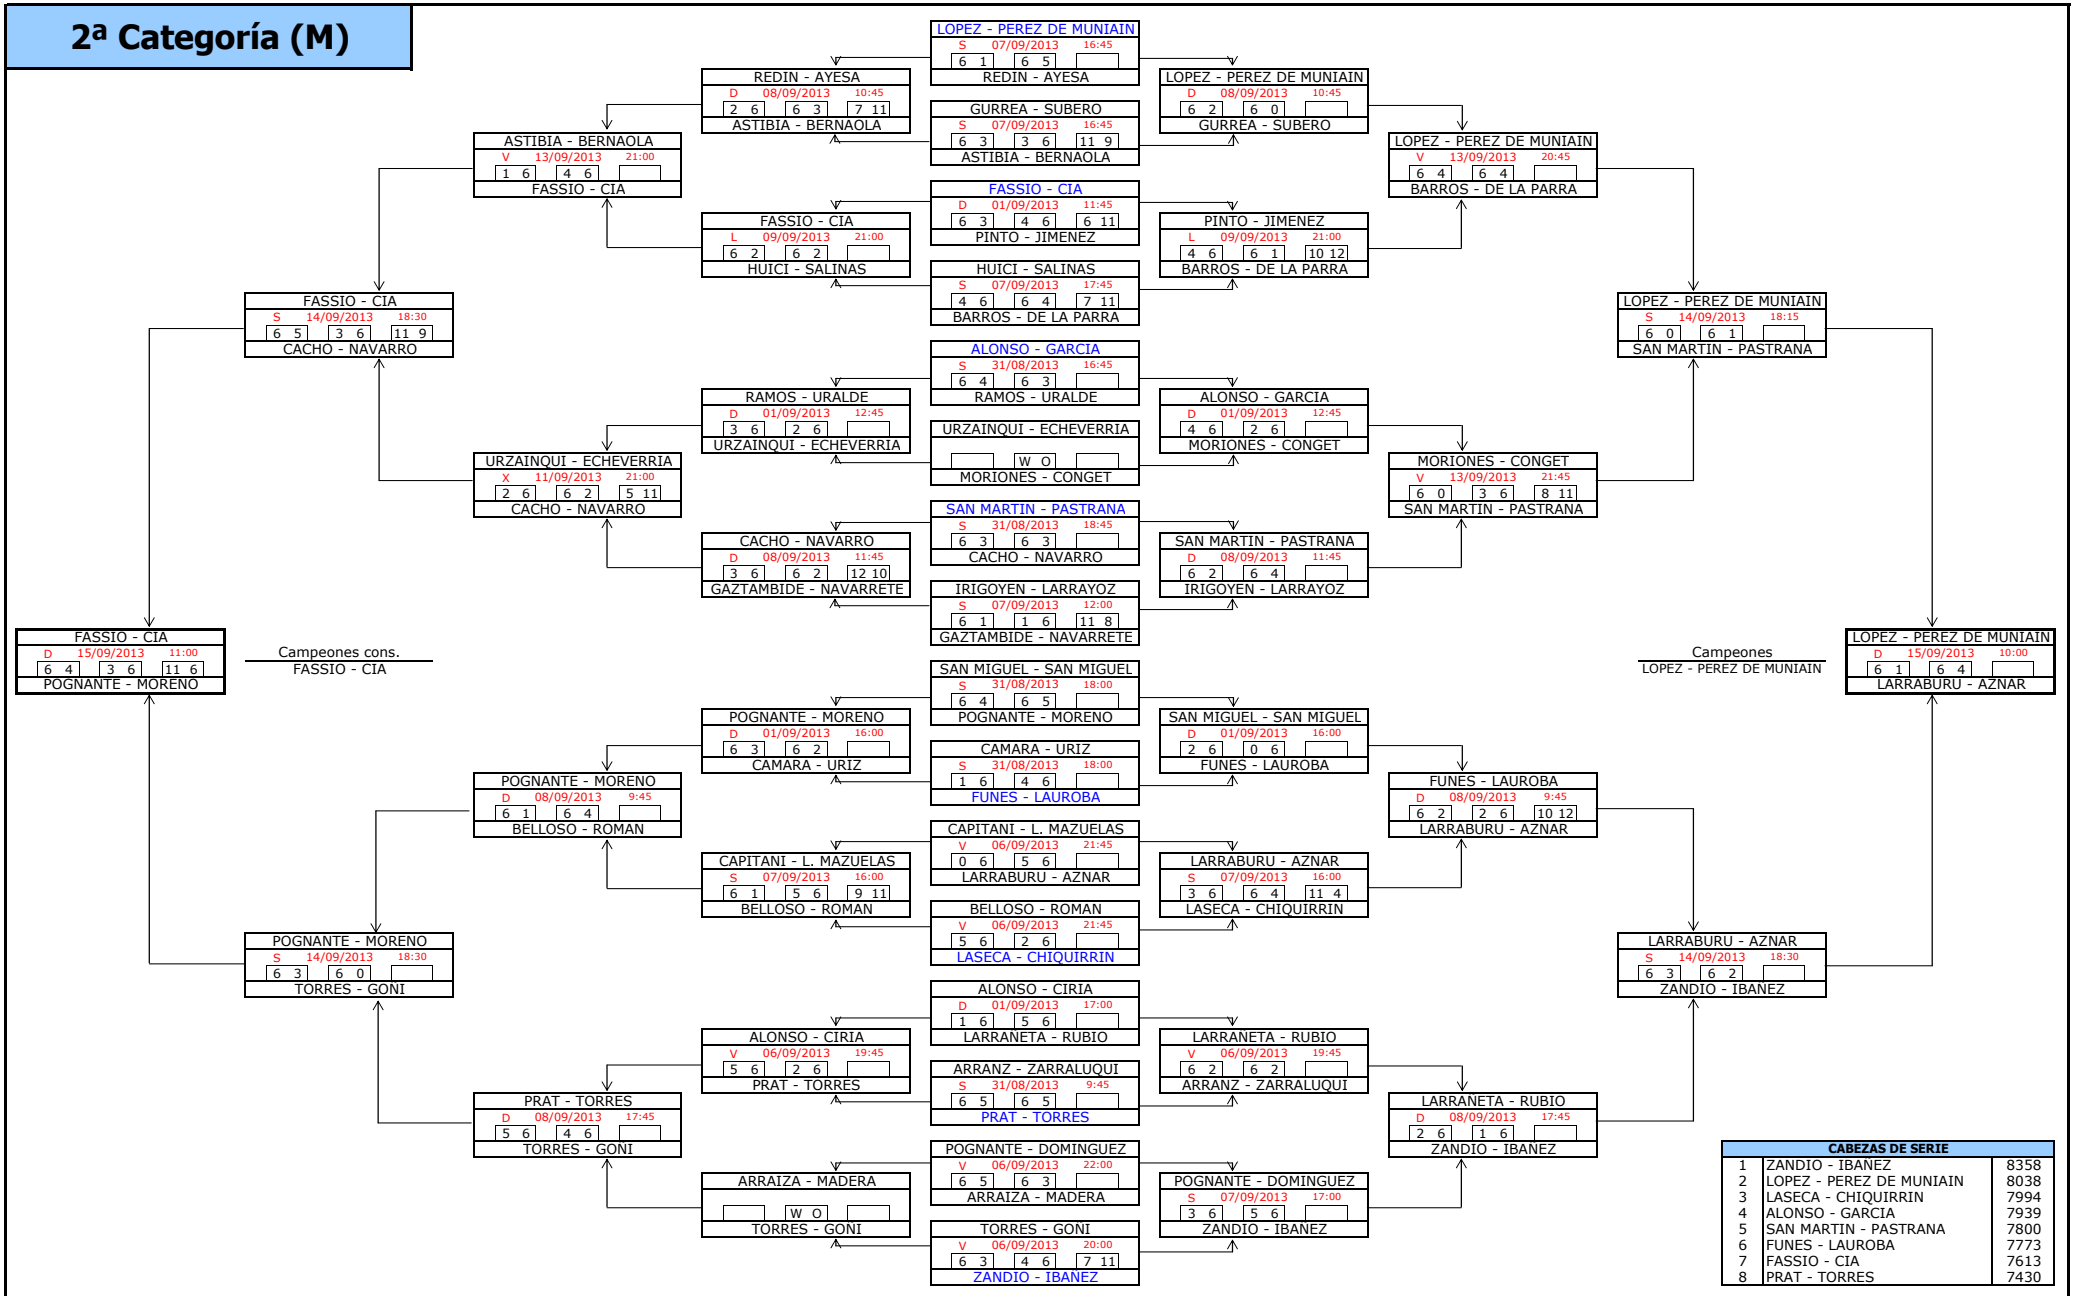 2ª Categoría (M)
LOPEZ - PEREZ DE MUNIAIN
S 07/09/2013 16:45
6 1 6 5
REDIN - AYESA
GURREA - SUBERO
S 07/09/2013 16:45
6 3 3 6 11 9
ASTIBIA - BERNAOLA
FASSIO - CIA
D 01/09/2013 11:45
6 3 4 6 6 11
PINTO - JIMENEZ
HUICI - SALINAS
S 07/09/2013 17:45
4 6 6 4 7 11
BARROS - DE LA PARRA
ALONSO - GARCIA
S 31/08/2013 16:45
6 4 6 3
RAMOS - URALDE
URZAINQUI - ECHEVERRIA
W O
MORIONES - CONGET
SAN MARTIN - PASTRANA
S 31/08/2013 18:45
6 3 6 3
CACHO - NAVARRO
IRIGOYEN - LARRAYOZ
S 07/09/2013 12:00
6 1 1 6 11 8
GAZTAMBIDE - NAVARRETE
SAN MIGUEL - SAN MIGUEL
S 31/08/2013 18:00
6 4 6 5
POGNANTE - MORENO
CAMARA - URIZ
S 31/08/2013 18:00
1 6 4 6
FUNES - LAUROBA
CAPITANI - L. MAZUELAS
V 06/09/2013 21:45
0 6 5 6
LARRABURU - AZNAR
BELLOSO - ROMAN
V 06/09/2013 21:45
5 6 2 6
LASECA - CHIQUIRRIN
ALONSO - CIRIA
D 01/09/2013 17:00
1 6 5 6
LARRAÑETA - RUBIO
ARRANZ - ZARRALUQUI
S 31/08/2013 9:45
6 5 6 5
PRAT - TORRES
POGNANTE - DOMINGUEZ
V 06/09/2013 22:00
6 5 6 3
ARRAIZA - MADERA
TORRES - GOÑI
V 06/09/2013 20:00
6 3 4 6 7 11
ZANDIO - IBAÑEZ
REDIN - AYESA
D 08/09/2013 10:45
2 6 6 3 7 11
ASTIBIA - BERNAOLA
FASSIO - CIA
L 09/09/2013 21:00
6 2 6 2
HUICI - SALINAS
RAMOS - URALDE
D 01/09/2013 12:45
3 6 2 6
URZAINQUI - ECHEVERRIA
CACHO - NAVARRO
D 08/09/2013 11:45
3 6 6 2 12 10
GAZTAMBIDE - NAVARRETE
POGNANTE - MORENO
D 01/09/2013 16:00
6 3 6 2
CAMARA - URIZ
CAPITANI - L. MAZUELAS
S 07/09/2013 16:00
6 1 5 6 9 11
BELLOSO - ROMAN
ALONSO - CIRIA
V 06/09/2013 19:45
5 6 2 6
PRAT - TORRES
ARRAIZA - MADERA
W O
TORRES - GOÑI
ASTIBIA - BERNAOLA
V 13/09/2013 21:00
1 6 4 6
FASSIO - CIA
URZAINQUI - ECHEVERRIA
X 11/09/2013 21:00
2 6 6 2 5 11
CACHO - NAVARRO
POGNANTE - MORENO
D 08/09/2013 9:45
6 1 6 4
BELLOSO - ROMAN
PRAT - TORRES
D 08/09/2013 17:45
5 6 4 6
TORRES - GOÑI
FASSIO - CIA
S 14/09/2013 18:30
6 5 3 6 11 9
CACHO - NAVARRO
POGNANTE - MORENO
S 14/09/2013 18:30
6 3 6 0
TORRES - GOÑI
FASSIO - CIA
D 15/09/2013 11:00
6 4 3 6 11 6
POGNANTE - MORENO
Campeones cons.
FASSIO - CIA
LOPEZ - PEREZ DE MUNIAIN
D 08/09/2013 10:45
6 2 6 0
GURREA - SUBERO
PINTO - JIMENEZ
L 09/09/2013 21:00
4 6 6 1 10 12
BARROS - DE LA PARRA
ALONSO - GARCIA
D 01/09/2013 12:45
4 6 2 6
MORIONES - CONGET
SAN MARTIN - PASTRANA
D 08/09/2013 11:45
6 2 6 4
IRIGOYEN - LARRAYOZ
SAN MIGUEL - SAN MIGUEL
D 01/09/2013 16:00
2 6 0 6
FUNES - LAUROBA
LARRABURU - AZNAR
S 07/09/2013 16:00
3 6 6 4 11 4
LASECA - CHIQUIRRIN
LARRAÑETA - RUBIO
V 06/09/2013 19:45
6 2 6 2
ARRANZ - ZARRALUQUI
POGNANTE - DOMINGUEZ
S 07/09/2013 17:00
3 6 5 6
ZANDIO - IBAÑEZ
LOPEZ - PEREZ DE MUNIAIN
V 13/09/2013 20:45
6 4 6 4
BARROS - DE LA PARRA
MORIONES - CONGET
V 13/09/2013 21:45
6 0 3 6 8 11
SAN MARTIN - PASTRANA
FUNES - LAUROBA
D 08/09/2013 9:45
6 2 2 6 10 12
LARRABURU - AZNAR
LARRAÑETA - RUBIO
D 08/09/2013 17:45
2 6 1 6
ZANDIO - IBAÑEZ
LOPEZ - PEREZ DE MUNIAIN
S 14/09/2013 18:15
6 0 6 1
SAN MARTIN - PASTRANA
LARRABURU - AZNAR
S 14/09/2013 18:30
6 3 6 2
ZANDIO - IBAÑEZ
Campeones
LOPEZ - PEREZ DE MUNIAIN
LOPEZ - PEREZ DE MUNIAIN
D 15/09/2013 10:00
6 1 6 4
LARRABURU - AZNAR
CABEZAS DE SERIE
1 ZANDIO - IBAÑEZ 8358
2 LOPEZ - PEREZ DE MUNIAIN 8038
3 LASECA - CHIQUIRRIN 7994
4 ALONSO - GARCIA 7939
5 SAN MARTIN - PASTRANA 7800
6 FUNES - LAUROBA 7773
7 FASSIO - CIA 7613
8 PRAT - TORRES 7430